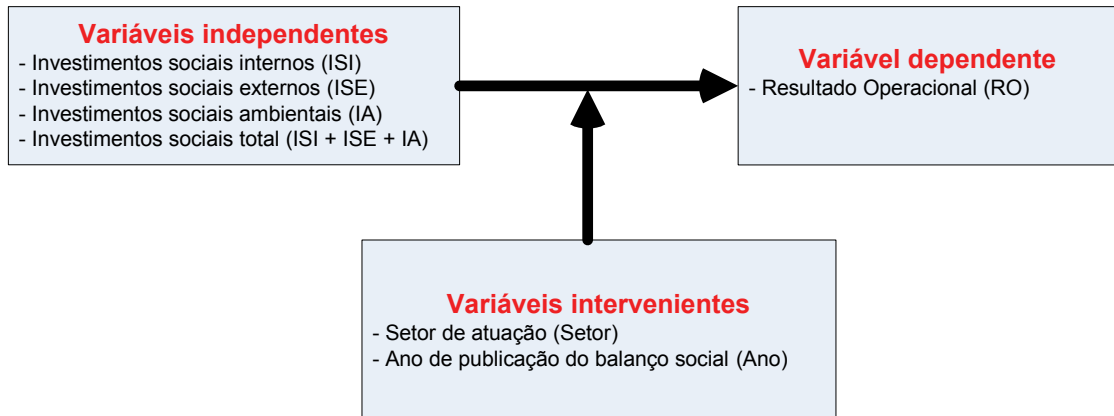 Variáveis independentes
- Investimentos sociais internos (ISI)
- Investimentos sociais externos (ISE)
- Investimentos sociais ambientais (IA)
- Investimentos sociais total (ISI + ISE + IA)
Variável dependente
- Resultado Operacional (RO)
Variáveis intervenientes
- Setor de atuação (Setor)
- Ano de publicação do balanço social (Ano)